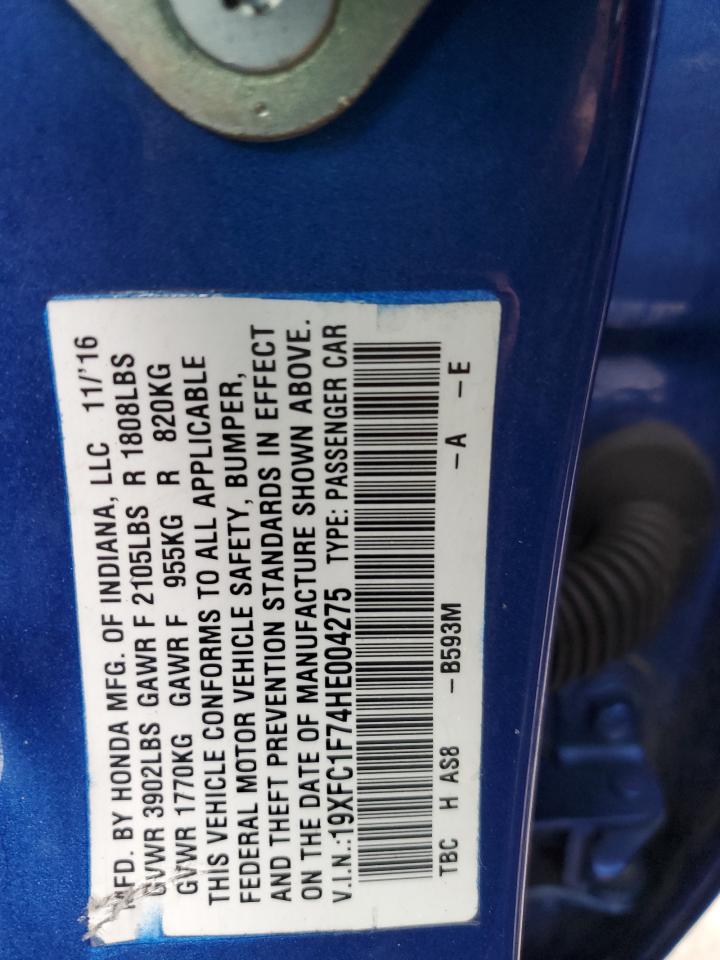 MFD. BY HONDA MFG. OF INDIANA, LLC 11/'16
GVWR 3902LBS GAWR F 2105LBS R 1808LBS
GVWR 1770KG GAWR F 955KG R 820KG
THIS VEHICLE CONFORMS TO ALL APPLICABLE
FEDERAL MOTOR VEHICLE SAFETY, BUMPER,
AND THEFT PREVENTION STANDARDS IN EFFECT
ON THE DATE OF MANUFACTURE SHOWN ABOVE.
V.I.N.:19XFC1F74HE004275 TYPE: PASSENGER CAR
TBC H AS8 -B593M -A -E